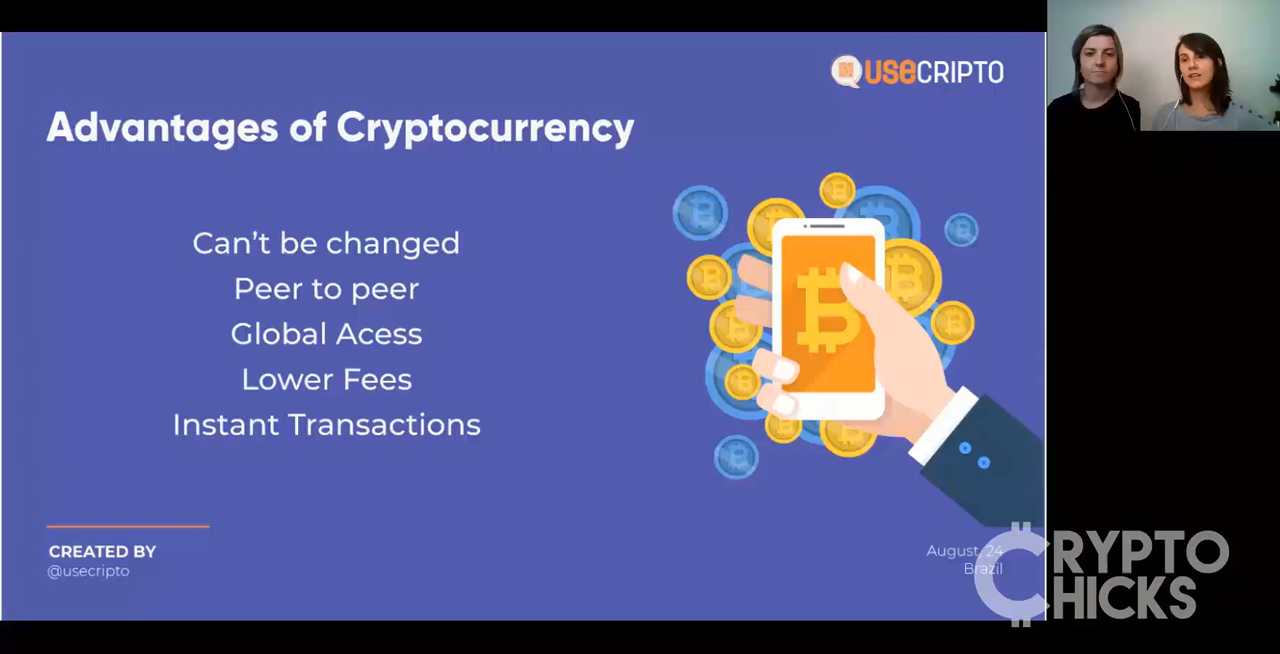 USECRIPTO
Advantages of Cryptocurrency
Can’t be changed
Peer to peer
Global Acess
Lower Fees
Instant Transactions
CREATED BY
@usecripto
August, 24
Brazil
CRYPTO
CHICKS